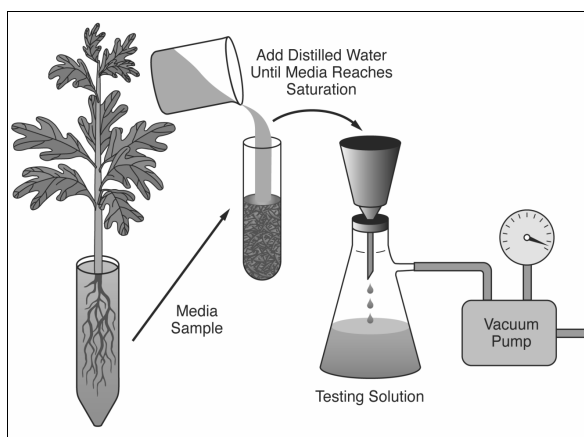 Add Distilled Water
Until Media Reaches
Saturation
Media
Sample
Vacuum
Pump
Testing Solution